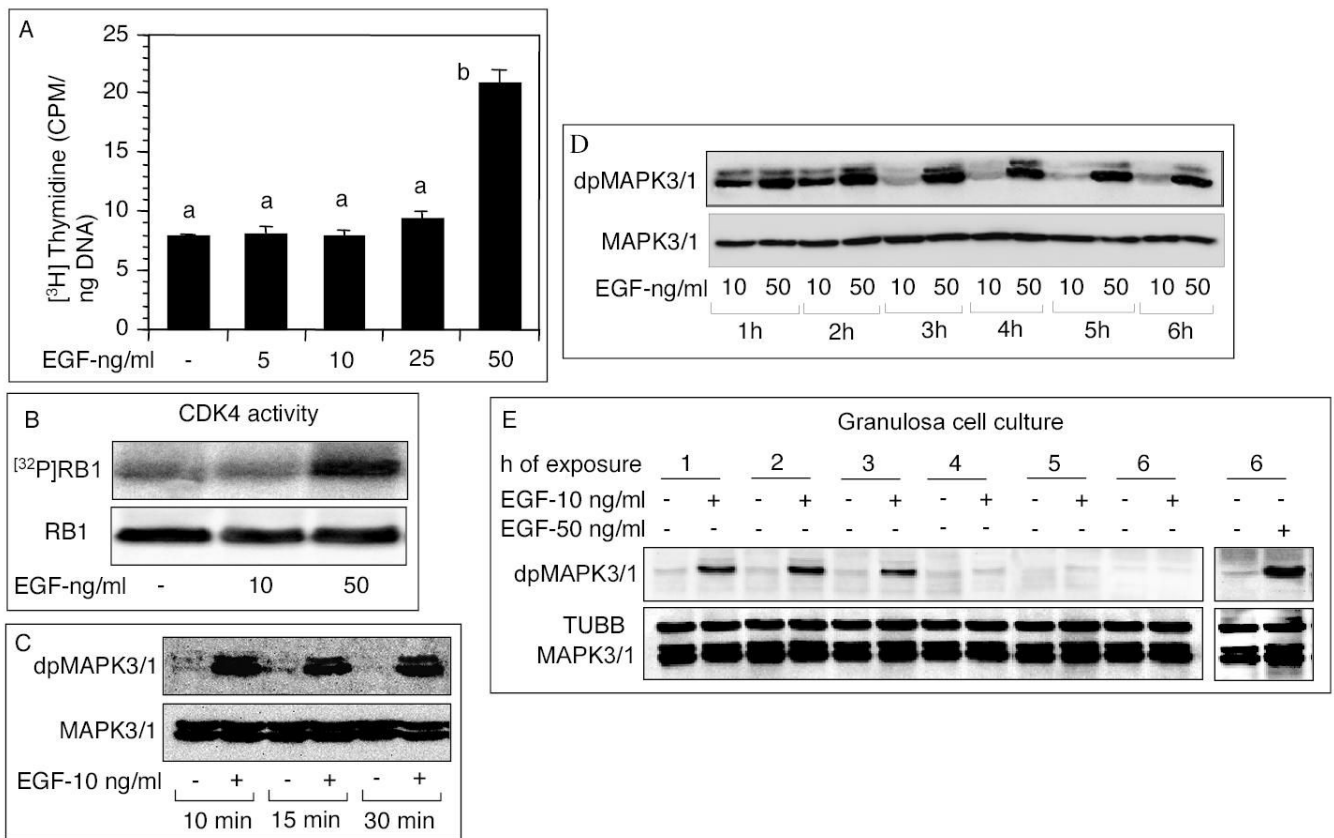 A
25
20
15
10
5
0
[³H] Thymidine (CPM/
ng DNA)
a a a a b
EGF-ng/ml - 5 10 25 50
B CDK4 activity
[32P]RB1
RB1
EGF-ng/ml - 10 50
C
dpMAPK3/1
MAPK3/1
EGF-10 ng/ml - + - + - +
10 min 15 min 30 min
D
dpMAPK3/1
MAPK3/1
EGF-ng/ml 10 50 10 50 10 50 10 50 10 50 10 50
1h 2h 3h 4h 5h 6h
E Granulosa cell culture
h of exposure 1 2 3 4 5 6 6
EGF-10 ng/ml - + - + - + - + - + - + - -
EGF-50 ng/ml - - - - - - - - - - - - - +
dpMAPK3/1
TUBB
MAPK3/1